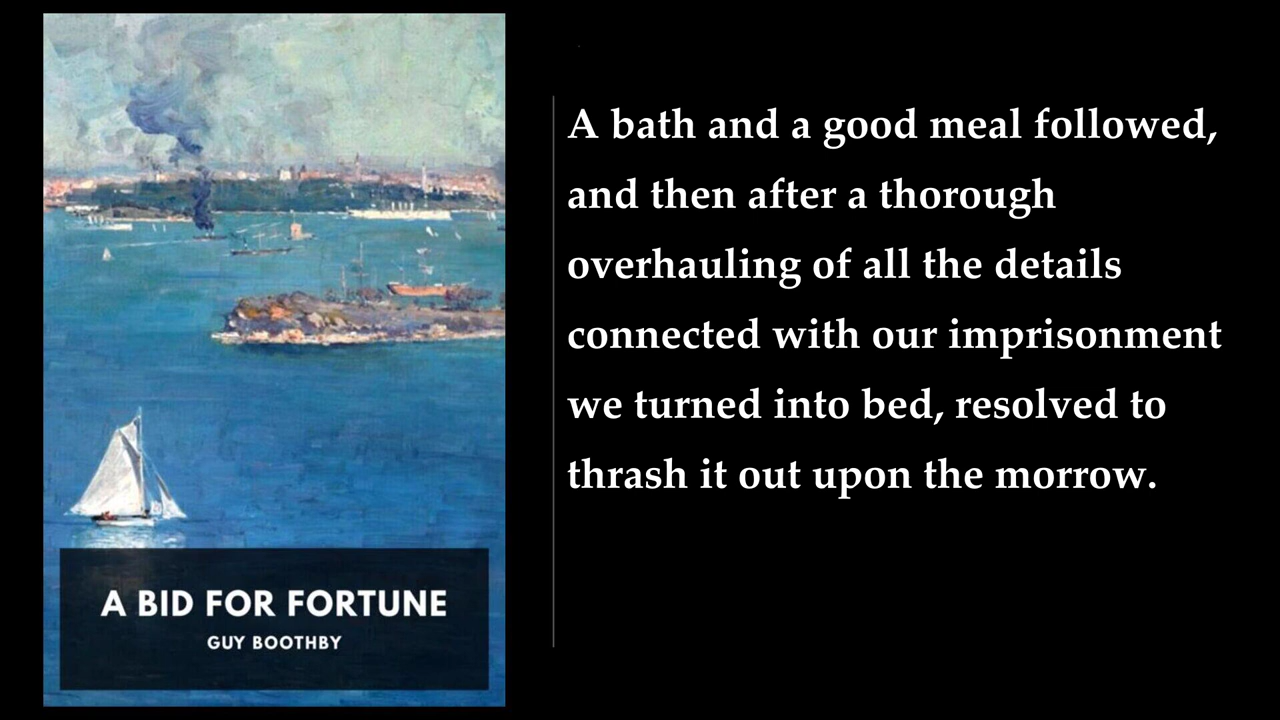 A bath and a good meal followed,
and then after a thorough
overhauling of all the details
connected with our imprisonment
we turned into bed, resolved to
thrash it out upon the morrow.
A BID FOR FORTUNE
GUY BOOTHBY